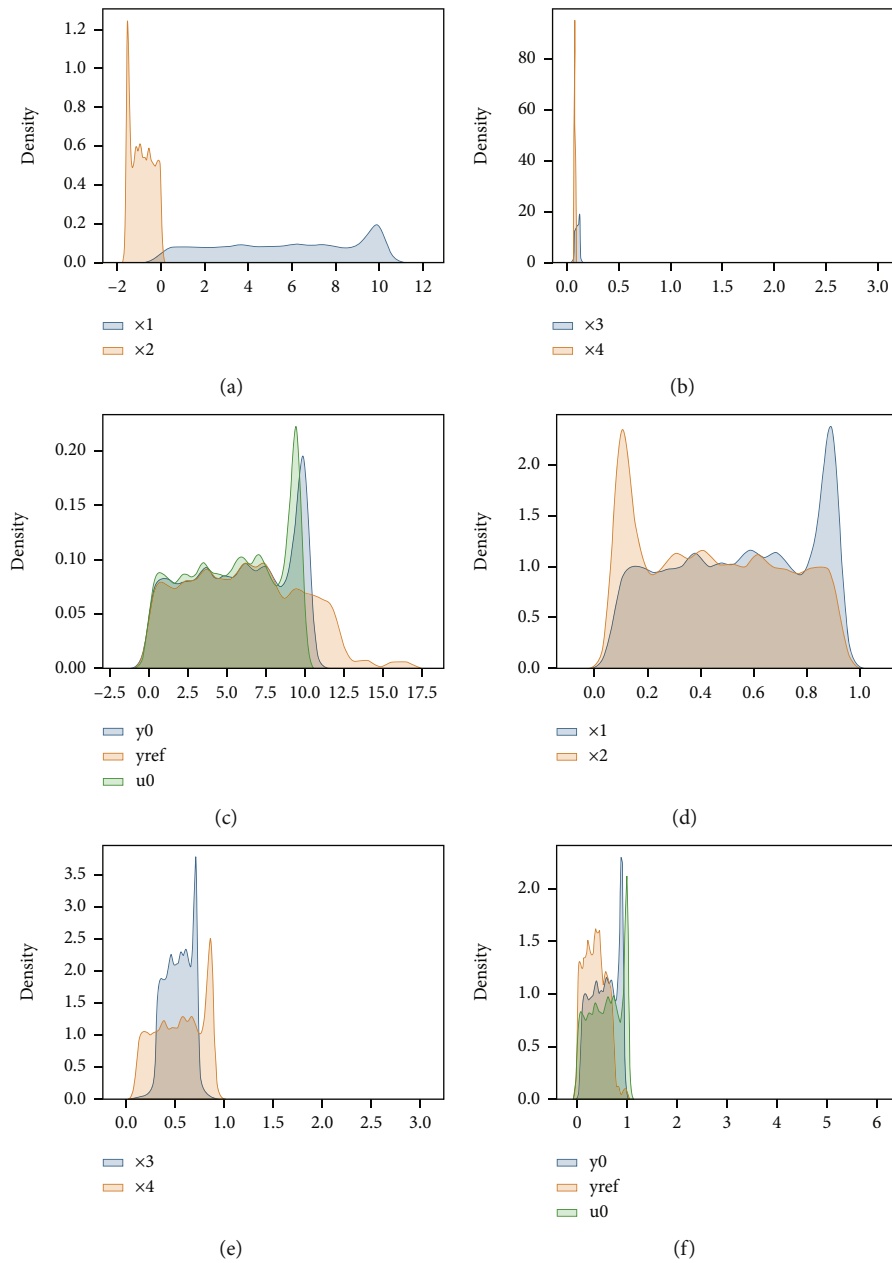 Density
1.2
1.0
0.8
0.6
0.4
0.2
0.0
–2 0 2 4 6 8 10 12
×1
×2
(a)
Density
80
60
40
20
0
0.0 0.5 1.0 1.5 2.0 2.5 3.0
×3
×4
(b)
Density
0.20
0.15
0.10
0.05
0.00
–2.5 0.0 2.5 5.0 7.5 10.0 12.5 15.0 17.5
y0
yref
u0
(c)
Density
2.0
1.5
1.0
0.5
0.0
0.0 0.2 0.4 0.6 0.8 1.0
×1
×2
(d)
Density
3.5
3.0
2.5
2.0
1.5
1.0
0.5
0.0
0.0 0.5 1.0 1.5 2.0 2.5 3.0
×3
×4
(e)
Density
2.0
1.5
1.0
0.5
0.0
0 1 2 3 4 5 6
y0
yref
u0
(f)